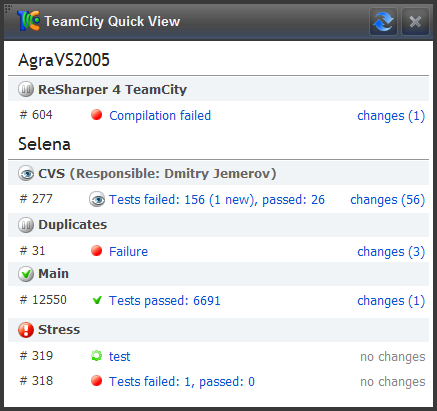 TeamCity Quick View
AgraVS2005
ReSharper 4 TeamCity
# 604 Compilation failed changes (1)
Selena
CVS (Responsible: Dmitry Jemerov)
# 277 Tests failed: 156 (1 new), passed: 26 changes (56)
Duplicates
# 31 Failure changes (3)
Main
# 12550 Tests passed: 6691 changes (1)
Stress
# 319 test no changes
# 318 Tests failed: 1, passed: 0 no changes